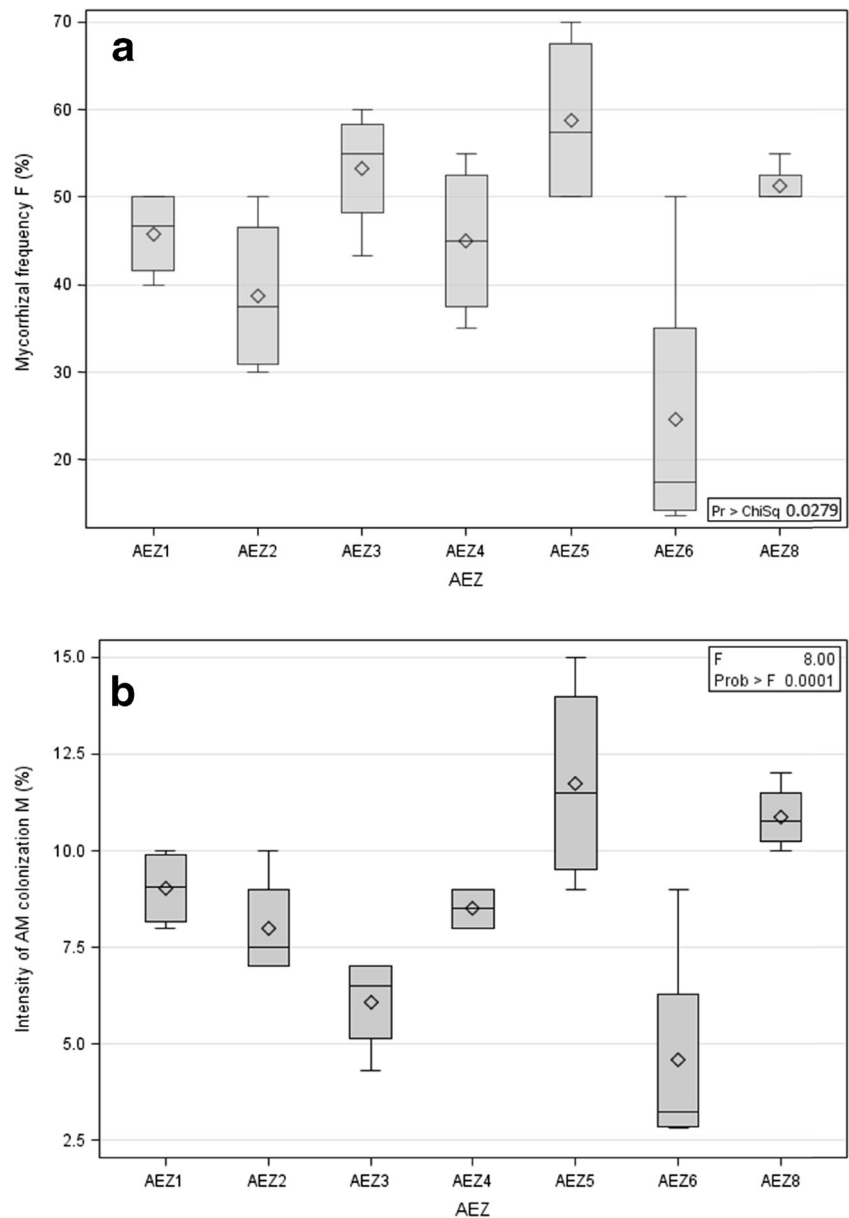 a
Mycorrhizal frequency F (%)
70
60
50
40
30
20
Pr > ChiSq 0.0279
AEZ1 AEZ2 AEZ3 AEZ4 AEZ5 AEZ6 AEZ8
AEZ
b
Intensity of AM colonization M (%)
15.0
12.5
10.0
7.5
5.0
2.5
F 8.00
Prob > F 0.0001
AEZ1 AEZ2 AEZ3 AEZ4 AEZ5 AEZ6 AEZ8
AEZ